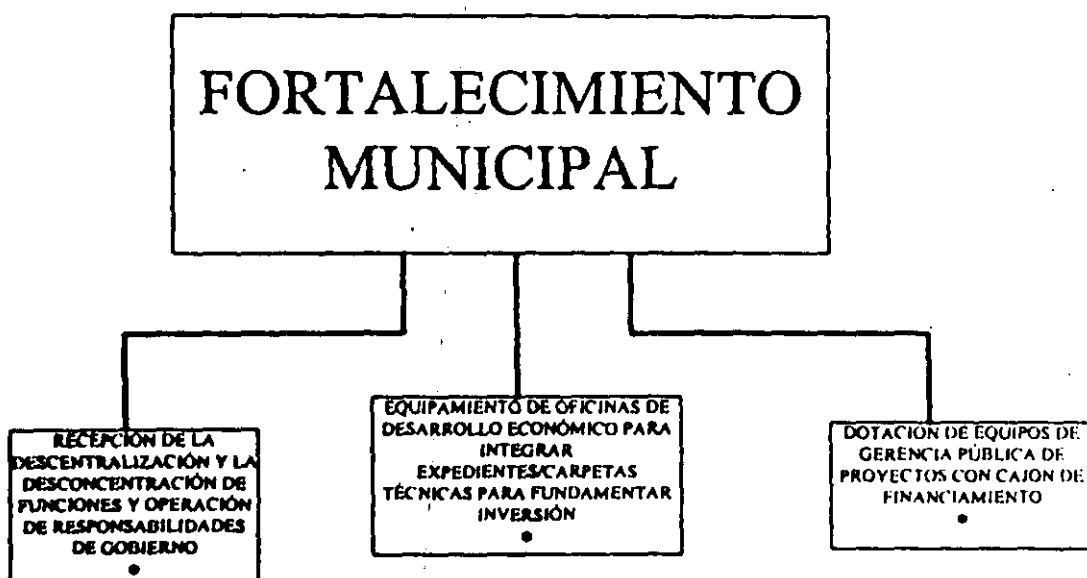 FORTALECIMIENTO
MUNICIPAL
RECEPCIÓN DE LA
DESCENTRALIZACIÓN Y LA
DESCONCENTRACIÓN DE
FUNCIONES Y OPERACIÓN
DE RESPONSABILIDADES
DE GOBIERNO
EQUIPAMIENTO DE OFICINAS DE
DESARROLLO ECONÓMICO PARA
INTEGRAR
EXPEDIENTES/CARPETAS
TÉCNICAS PARA FUNDAMENTAR
INVERSIÓN
DOTACIÓN DE EQUIPOS DE
GERENCIA PÚBLICA DE
PROYECTOS CON CAJON DE
FINANCIAMIENTO